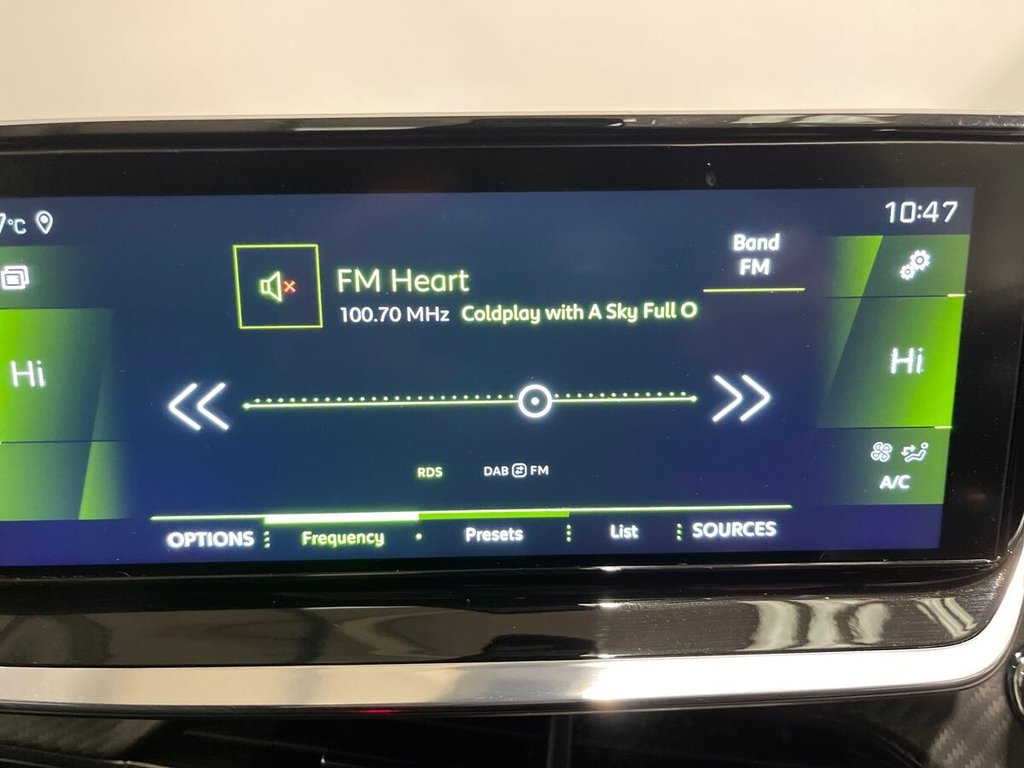 °C
10:47
Band
FM
FM Heart
100.70 MHz Coldplay with A Sky Full O
Hi
Hi
RDS
DAB FM
A/C
OPTIONS Frequency Presets List SOURCES